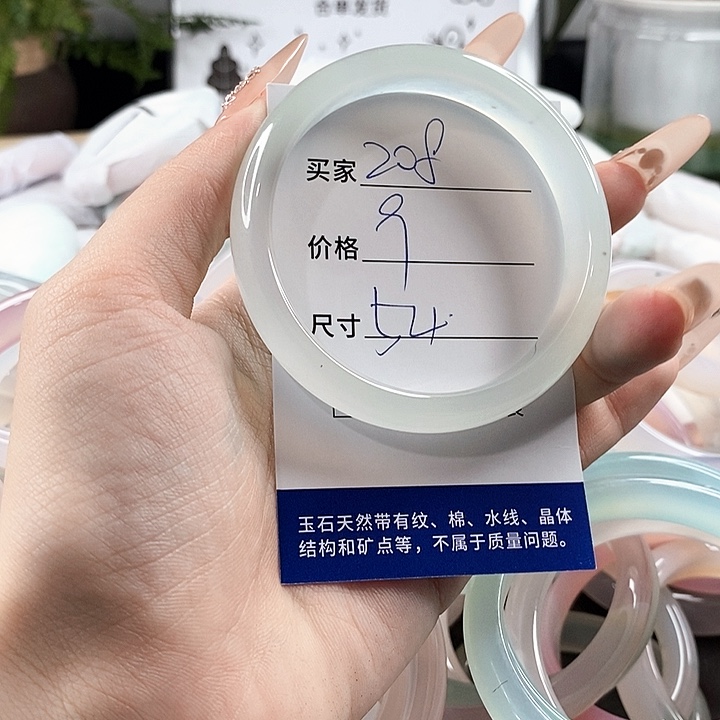 买家 208
价格 9
尺寸 54
玉石天然带有纹、棉、水线、晶体
结构和矿点等，不属于质量问题。